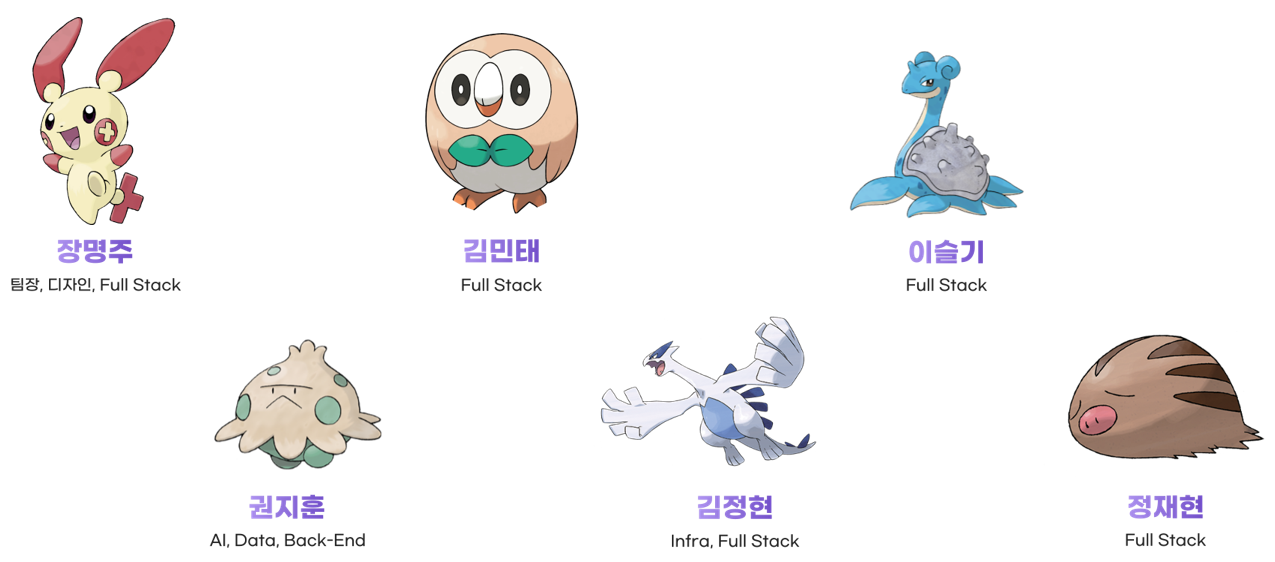 장명주
팀장, 디자인, Full Stack
김민태
Full Stack
이슬기
Full Stack
권지훈
AI, Data, Back-End
김정현
Infra, Full Stack
정재현
Full Stack